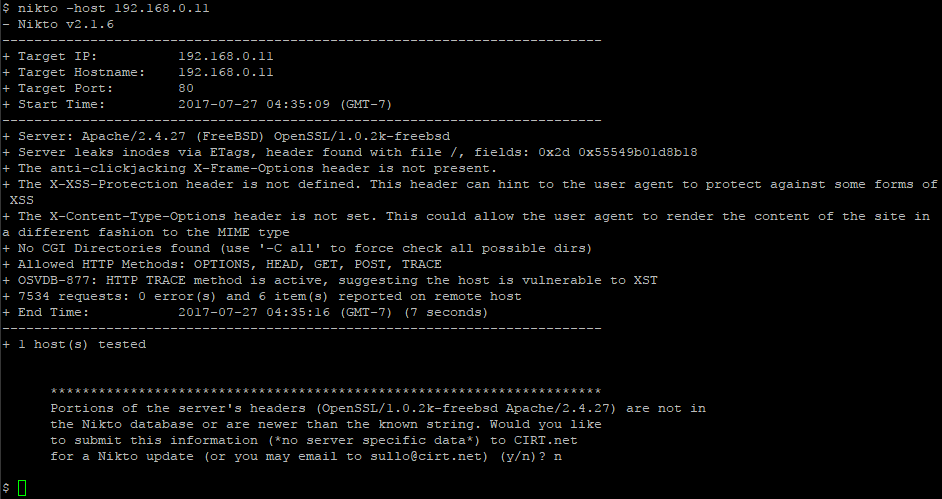 $ nikto -host 192.168.0.11
- Nikto v2.1.6
---------------------------------------------------------------------------
+ Target IP:          192.168.0.11
+ Target Hostname:    192.168.0.11
+ Target Port:        80
+ Start Time:         2017-07-27 04:35:09 (GMT-7)
---------------------------------------------------------------------------
+ Server: Apache/2.4.27 (FreeBSD) OpenSSL/1.0.2k-freebsd
+ Server leaks inodes via ETags, header found with file /, fields: 0x2d 0x55549b01d8b18
+ The anti-clickjacking X-Frame-Options header is not present.
+ The X-XSS-Protection header is not defined. This header can hint to the user agent to protect against some forms of
 XSS
+ The X-Content-Type-Options header is not set. This could allow the user agent to render the content of the site in
a different fashion to the MIME type
+ No CGI Directories found (use '-C all' to force check all possible dirs)
+ Allowed HTTP Methods: OPTIONS, HEAD, GET, POST, TRACE
+ OSVDB-877: HTTP TRACE method is active, suggesting the host is vulnerable to XST
+ 7534 requests: 0 error(s) and 6 item(s) reported on remote host
+ End Time:           2017-07-27 04:35:16 (GMT-7) (7 seconds)
---------------------------------------------------------------------------
+ 1 host(s) tested
*********************************************************************
Portions of the server's headers (OpenSSL/1.0.2k-freebsd Apache/2.4.27) are not in
the Nikto database or are newer than the known string. Would you like
to submit this information (*no server specific data*) to CIRT.net
for a Nikto update (or you may email to sullo@cirt.net) (y/n)? n
$